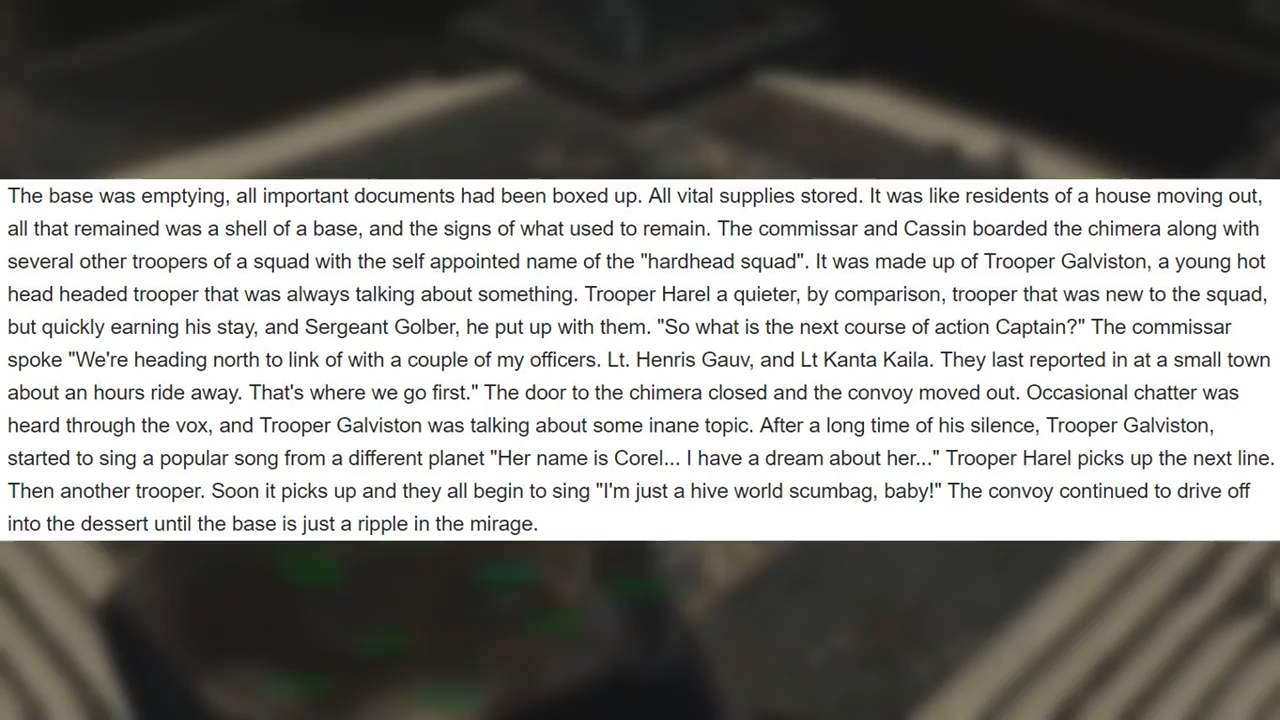 The base was emptying, all important documents had been boxed up. All vital supplies stored. It was like residents of a house moving out,
all that remained was a shell of a base, and the signs of what used to remain. The commissar and Cassin boarded the chimera along with
several other troopers of a squad with the self appointed name of the "hardhead squad". It was made up of Trooper Galviston, a young hot
head headed trooper that was always talking about something. Trooper Harel a quieter, by comparison, trooper that was new to the squad,
but quickly earning his stay, and Sergeant Golber, he put up with them. "So what is the next course of action Captain?" The commissar
spoke "We're heading north to link of with a couple of my officers. Lt. Henris Gauv, and Lt Kanta Kaila. They last reported in at a small town
about an hours ride away. That's where we go first." The door to the chimera closed and the convoy moved out. Occasional chatter was
heard through the vox, and Trooper Galviston was talking about some inane topic. After a long time of his silence, Trooper Galviston,
started to sing a popular song from a different planet "Her name is Corel... I have a dream about her..." Trooper Harel picks up the next line.
Then another trooper. Soon it picks up and they all begin to sing "I'm just a hive world scumbag, baby!" The convoy continued to drive off
into the dessert until the base is just a ripple in the mirage.